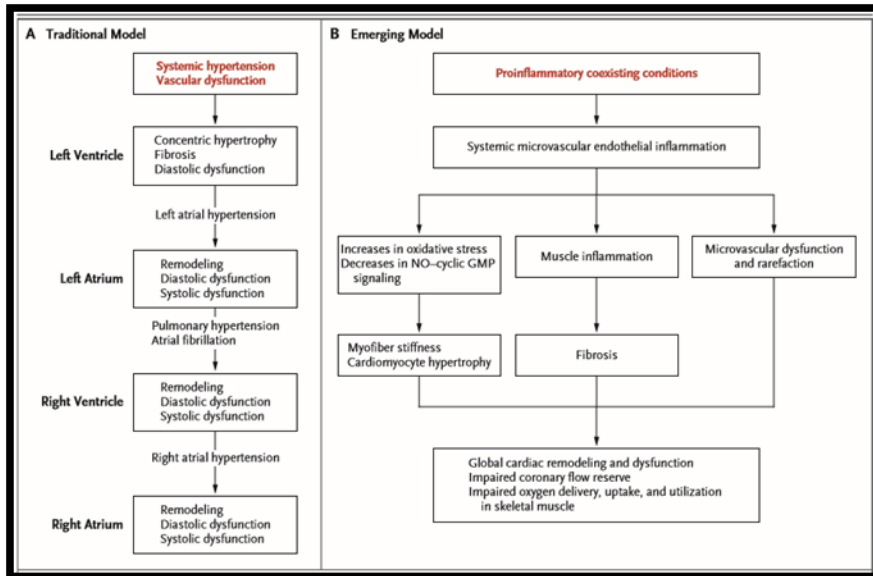 A Traditional Model
Systemic hypertension
Vascular dysfunction
Left Ventricle
Concentric hypertrophy
Fibrosis
Diastolic dysfunction
Left atrial hypertension
Left Atrium
Remodeling
Diastolic dysfunction
Systolic dysfunction
Pulmonary hypertension
Atrial fibrillation
Right Ventricle
Remodeling
Diastolic dysfunction
Systolic dysfunction
Right atrial hypertension
Right Atrium
Remodeling
Diastolic dysfunction
Systolic dysfunction
B Emerging Model
Proinflammatory coexisting conditions
Systemic microvascular endothelial inflammation
Increases in oxidative stress
Decreases in NO–cyclic GMP
signaling
Muscle inflammation
Microvascular dysfunction
and rarefaction
Myofiber stiffness
Cardiomyocyte hypertrophy
Fibrosis
Global cardiac remodeling and dysfunction
Impaired coronary flow reserve
Impaired oxygen delivery, uptake, and utilization
in skeletal muscle